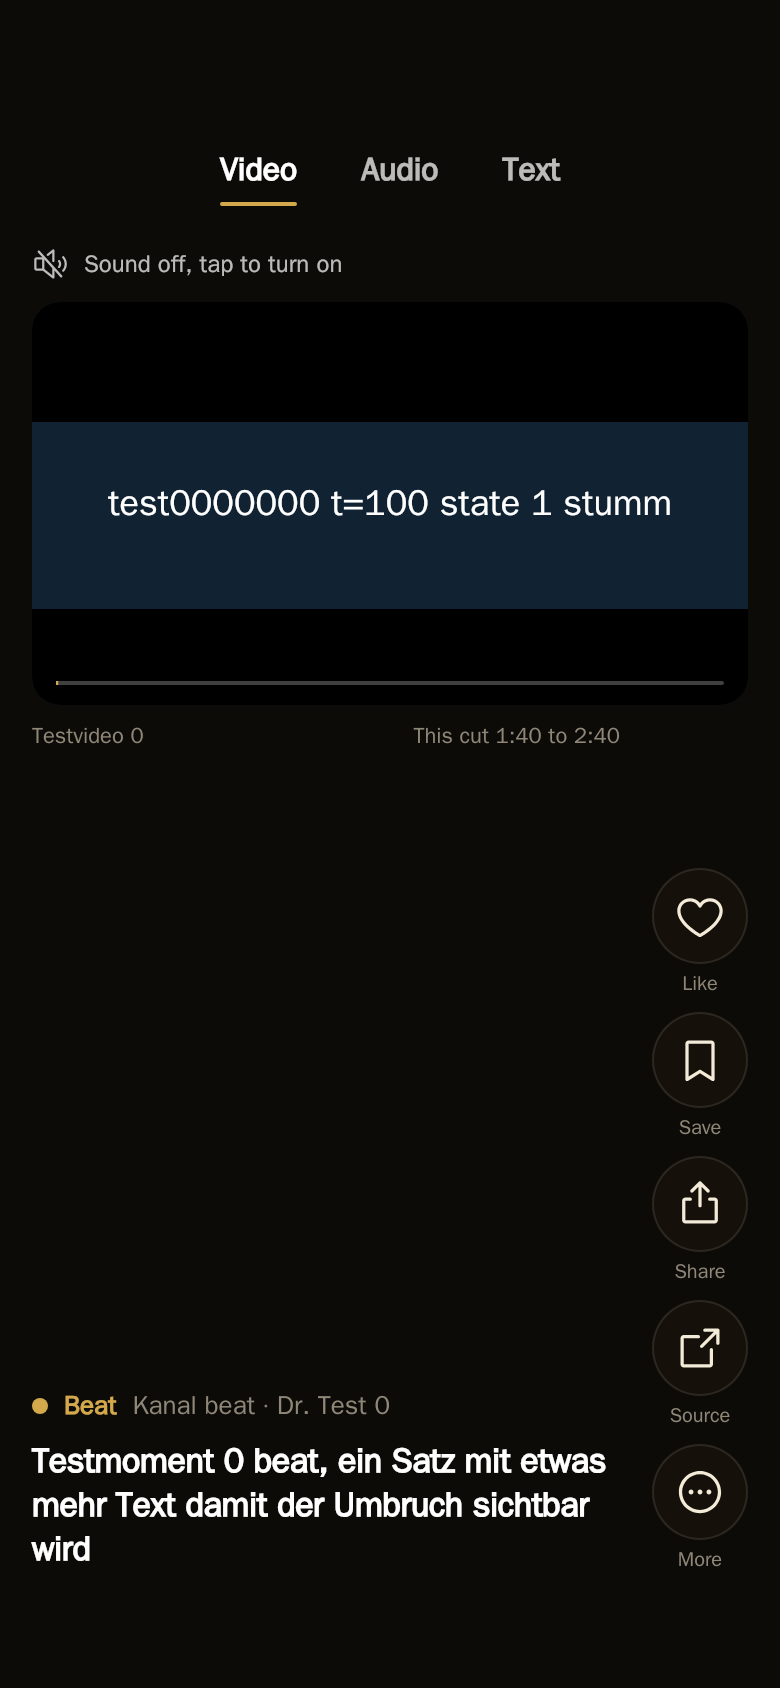 Video Audio Text
Sound off, tap to turn on
test0000000 t=100 state 1 stumm
Testvideo 0 This cut 1:40 to 2:40
Like
Save
Share
Source
Beat Kanal beat · Dr. Test 0
Testmoment 0 beat, ein Satz mit etwas
mehr Text damit der Umbruch sichtbar
wird
More